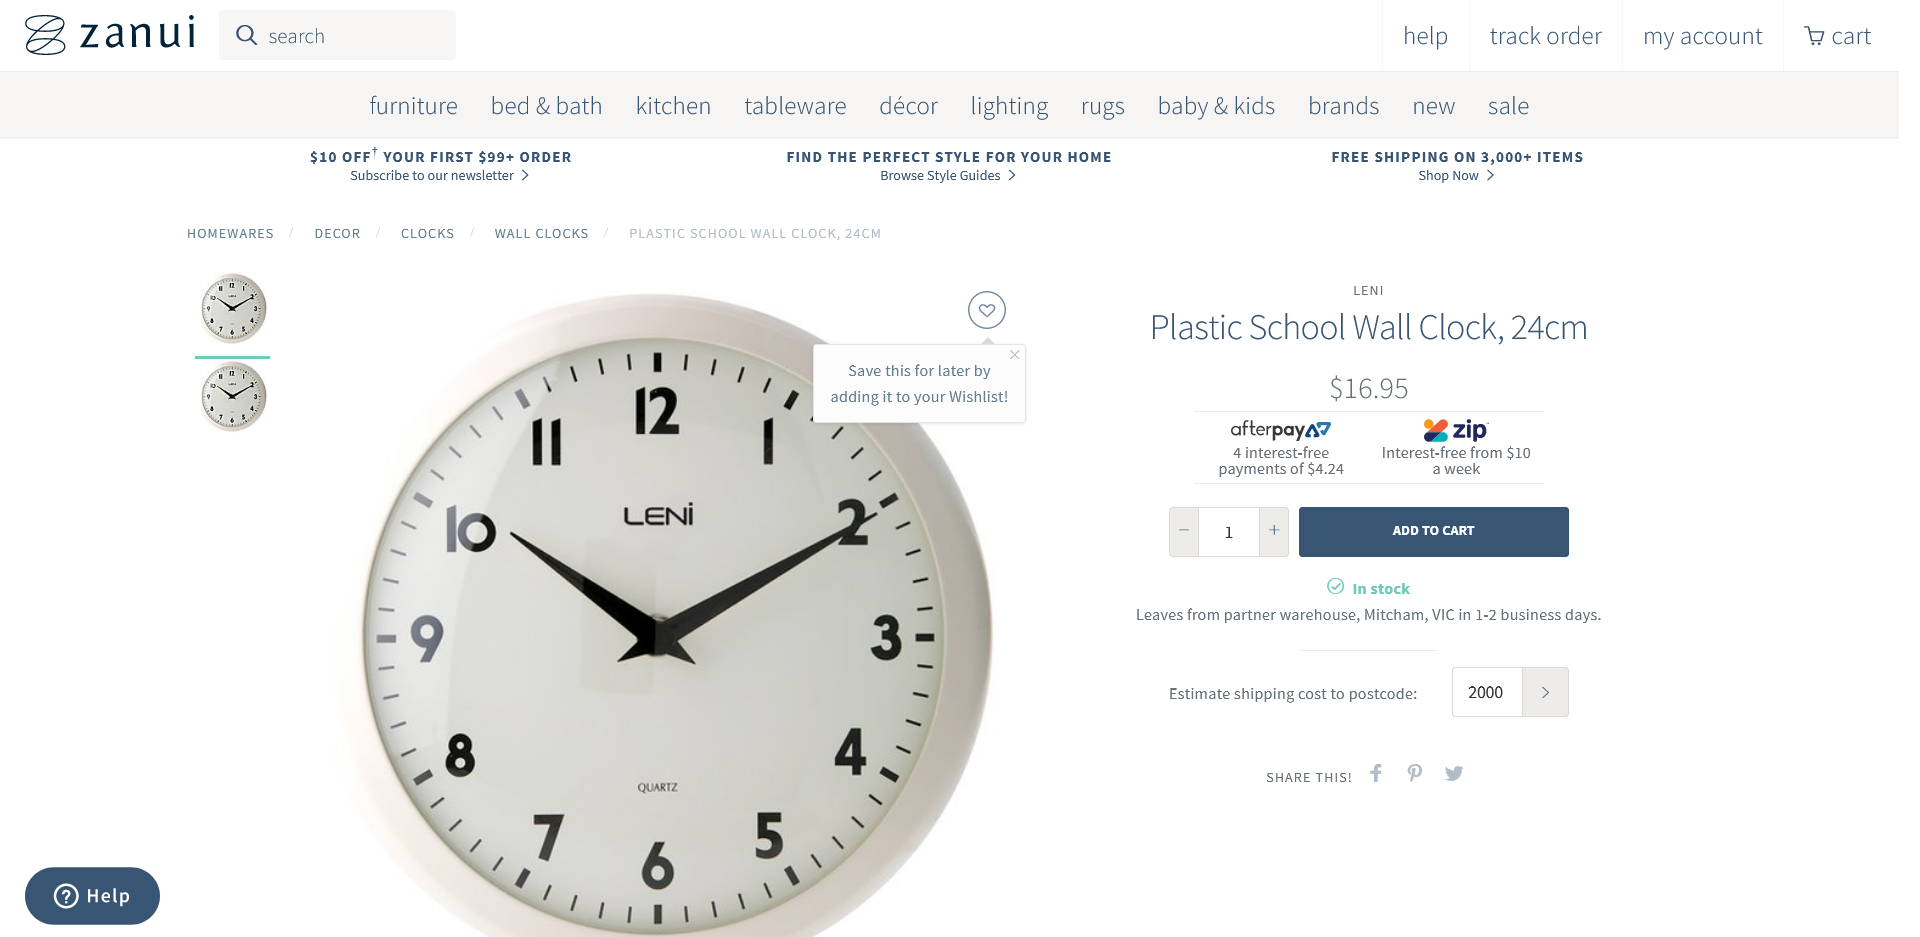 zanui
search
help
track order
my account
cart
furniture
bed & bath
kitchen
tableware
décor
lighting
rugs
baby & kids
brands
new
sale
$10 OFF† YOUR FIRST $99+ ORDER
Subscribe to our newsletter
FIND THE PERFECT STYLE FOR YOUR HOME
Browse Style Guides
FREE SHIPPING ON 3,000+ ITEMS
Shop Now
HOMEWARES / DECOR / CLOCKS / WALL CLOCKS / PLASTIC SCHOOL WALL CLOCK, 24CM
Save this for later by
adding it to your Wishlist!
12
1
2
3
4
5
6
7
8
9
10
11
LENi
QUARTZ
LENI
Plastic School Wall Clock, 24cm
$16.95
afterpay
4 interest-free
payments of $4.24
zip
Interest-free from $10
a week
− 1 +
ADD TO CART
In stock
Leaves from partner warehouse, Mitcham, VIC in 1-2 business days.
Estimate shipping cost to postcode:
2000
SHARE THIS!
Help